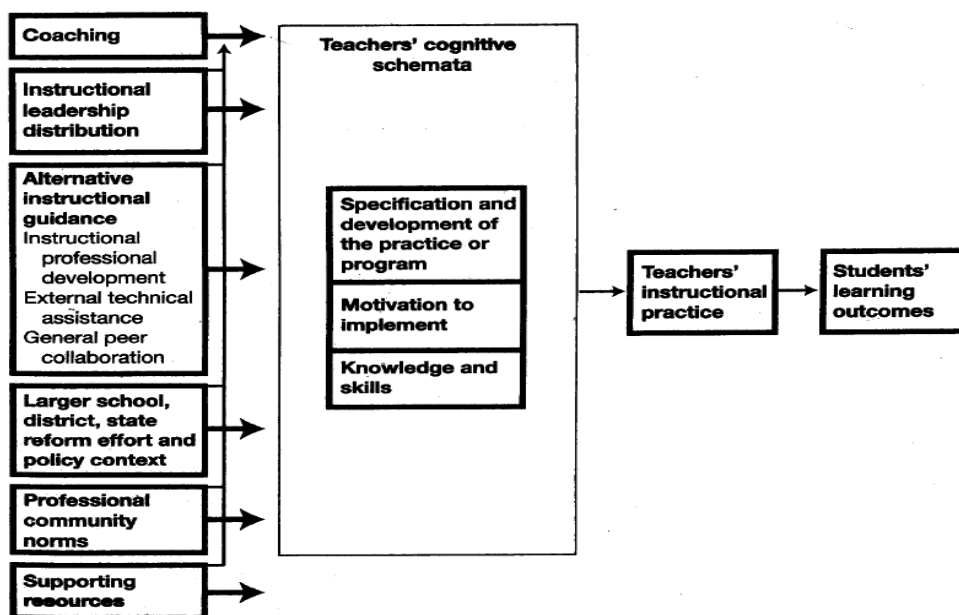 Coaching
Instructional
leadership
distribution
Alternative
instructional
guidance
Instructional
professional
development
External technical
assistance
General peer
collaboration
Larger school,
district, state
reform effort and
policy context
Professional
community
norms
Supporting
resources
Teachers' cognitive
schemata
Specification and
development of
the practice or
program
Motivation to
implement
Knowledge and
skills
Teachers'
instructional
practice
Students'
learning
outcomes